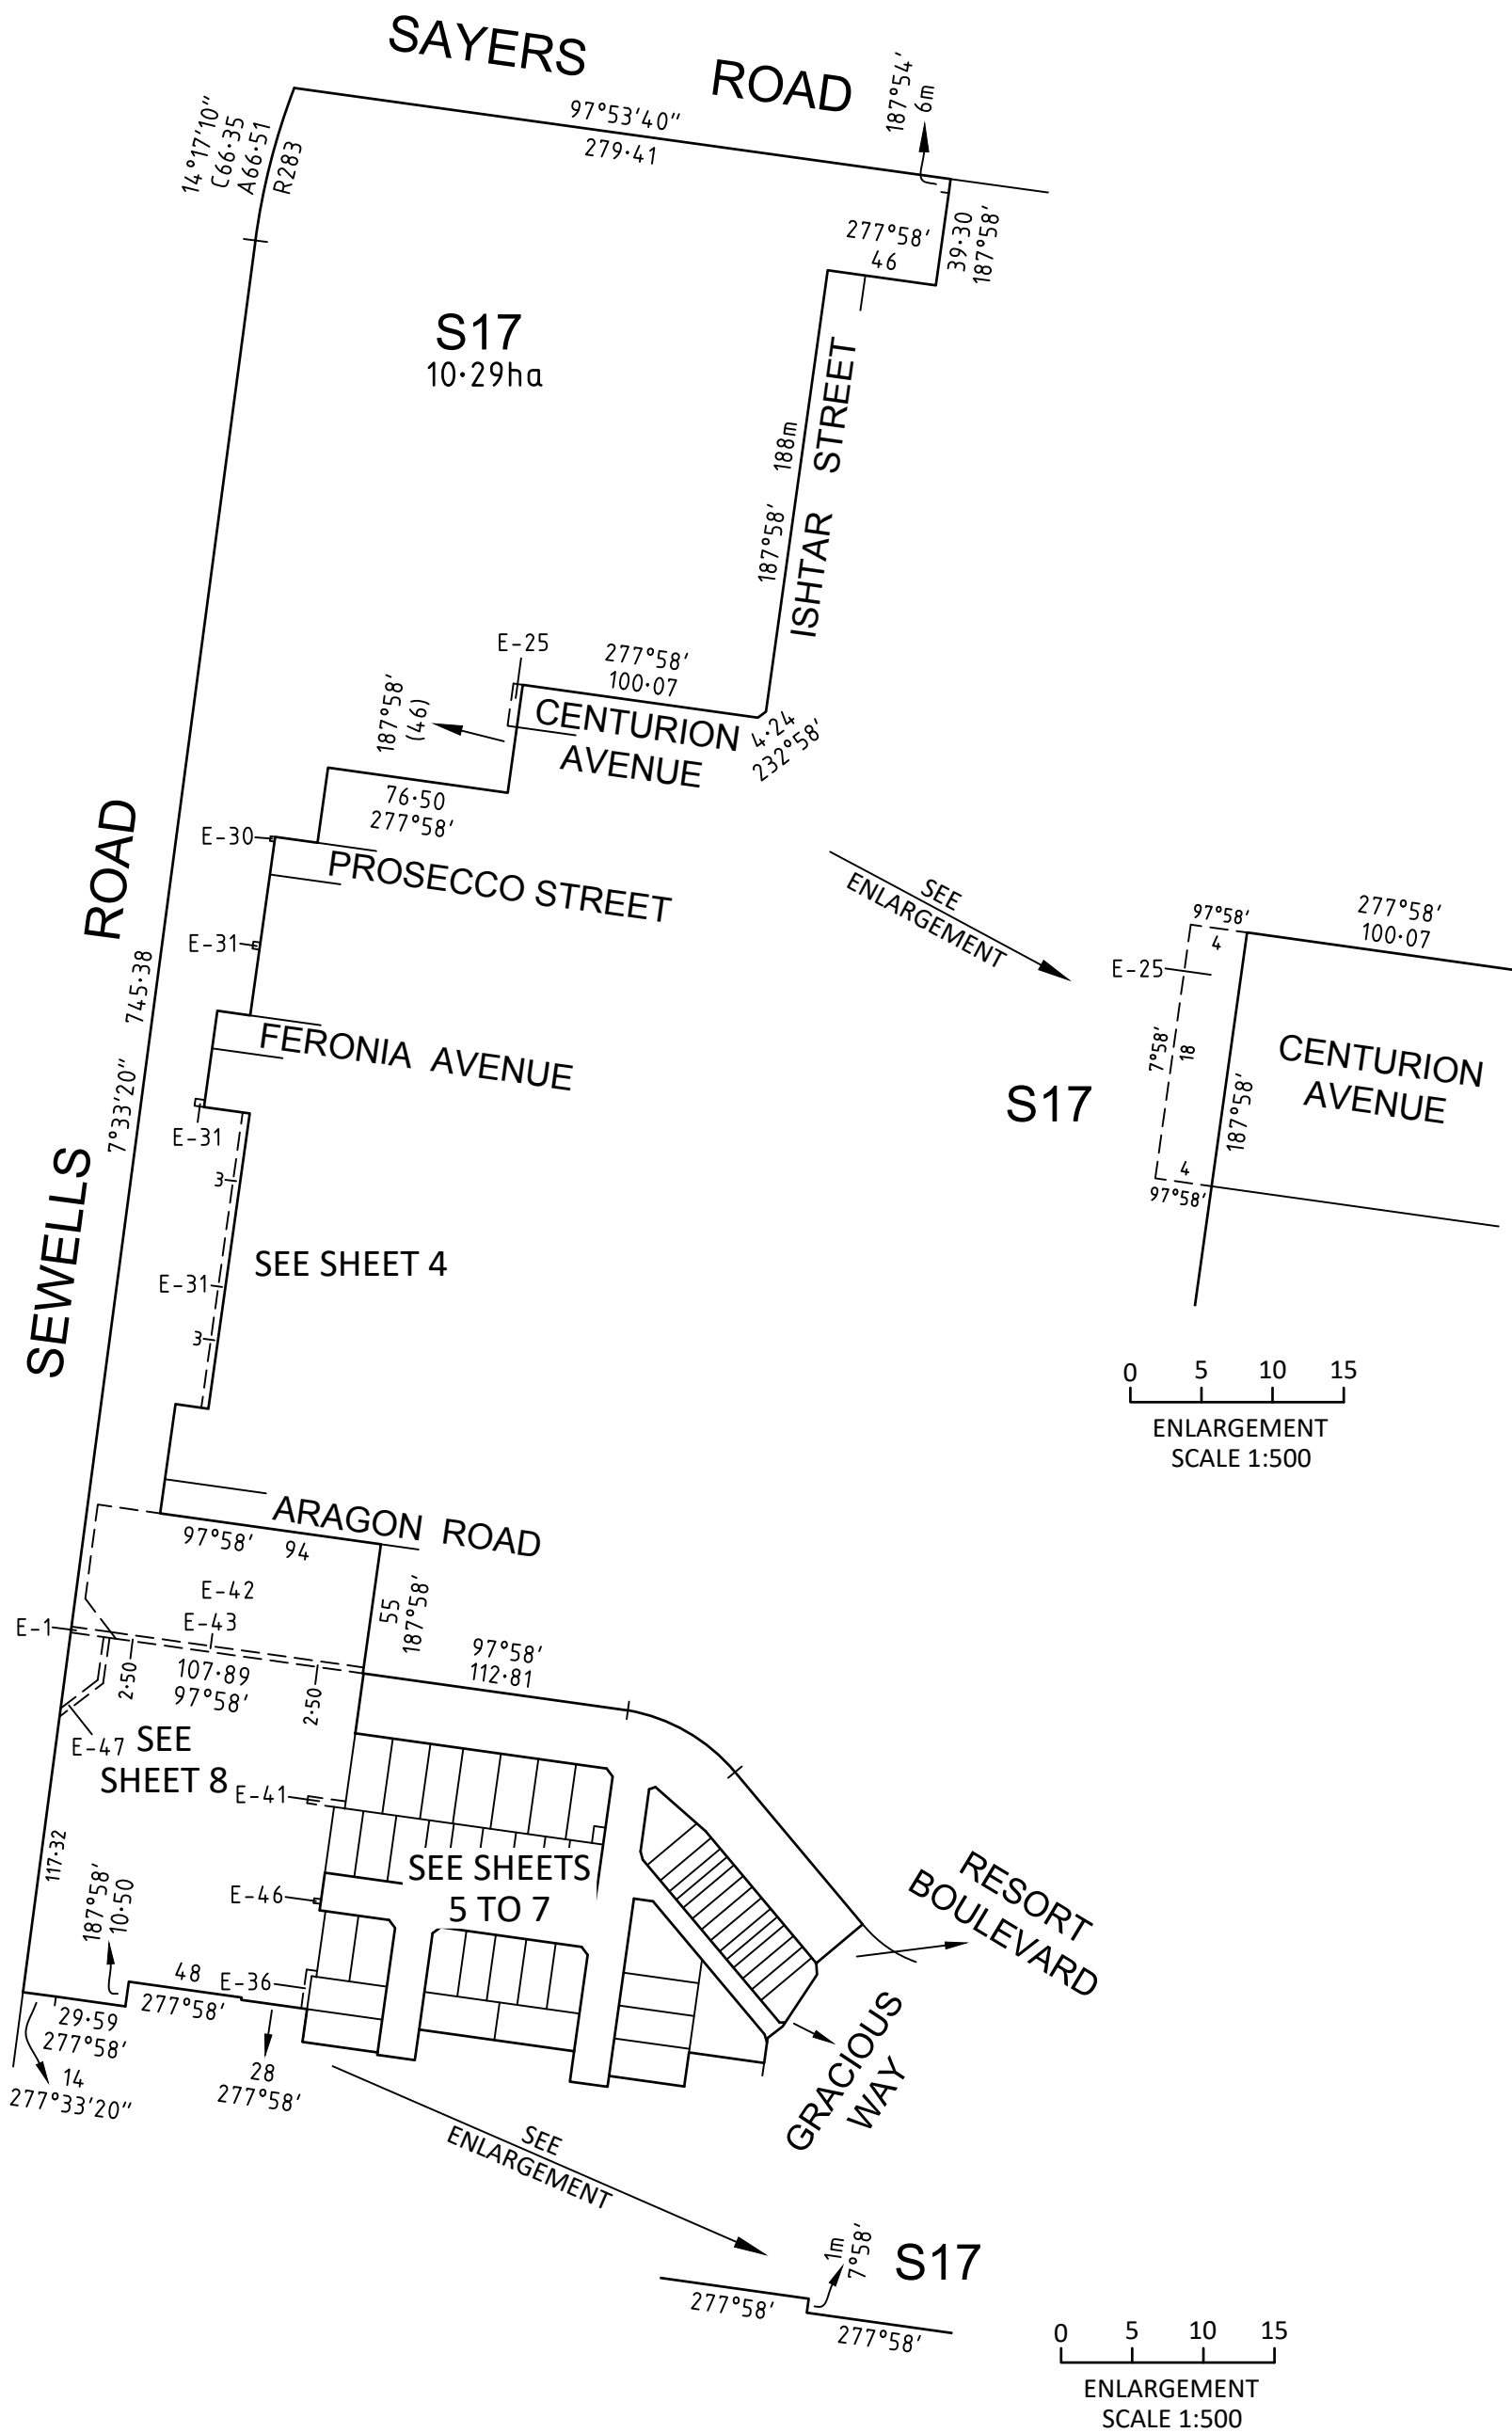 SAYERS ROAD
187°54'
6m
97°53'40"
279·41
14°17'10"
C66·35
A66·51
R283
277°58'
46
39·30
187°58'
S17
10·29ha
188m
187°58'
ISHTAR STREET
E-25
277°58'
100·07
187°58'
(46)
CENTURION
AVENUE
4·24
232°58'
76·50
277°58'
E-30
PROSECCO STREET
E-31
FERONIA AVENUE
E-31
3
E-31
3
SEE SHEET 4
SEWELLS ROAD
7°33'20" 745·38
SEE
ENLARGEMENT
97°58'
4
277°58'
100·07
E-25
7°58'
18
187°58'
CENTURION
AVENUE
S17
4
97°58'
0 5 10 15
ENLARGEMENT
SCALE 1:500
ARAGON ROAD
97°58' 94
E-42
E-43
E-1
55
187°58'
97°58'
112·81
2·50
107·89
97°58'
2·50
E-47
SEE
SHEET 8
E-41
117·32
SEE SHEETS
5 TO 7
E-46
187°58'
10·50
48
277°58'
E-36
29·59
277°58'
14
277°33'20"
28
277°58'
RESORT
BOULEVARD
GRACIOUS
WAY
SEE
ENLARGEMENT
1m
7°58'
S17
277°58'
277°58'
0 5 10 15
ENLARGEMENT
SCALE 1:500